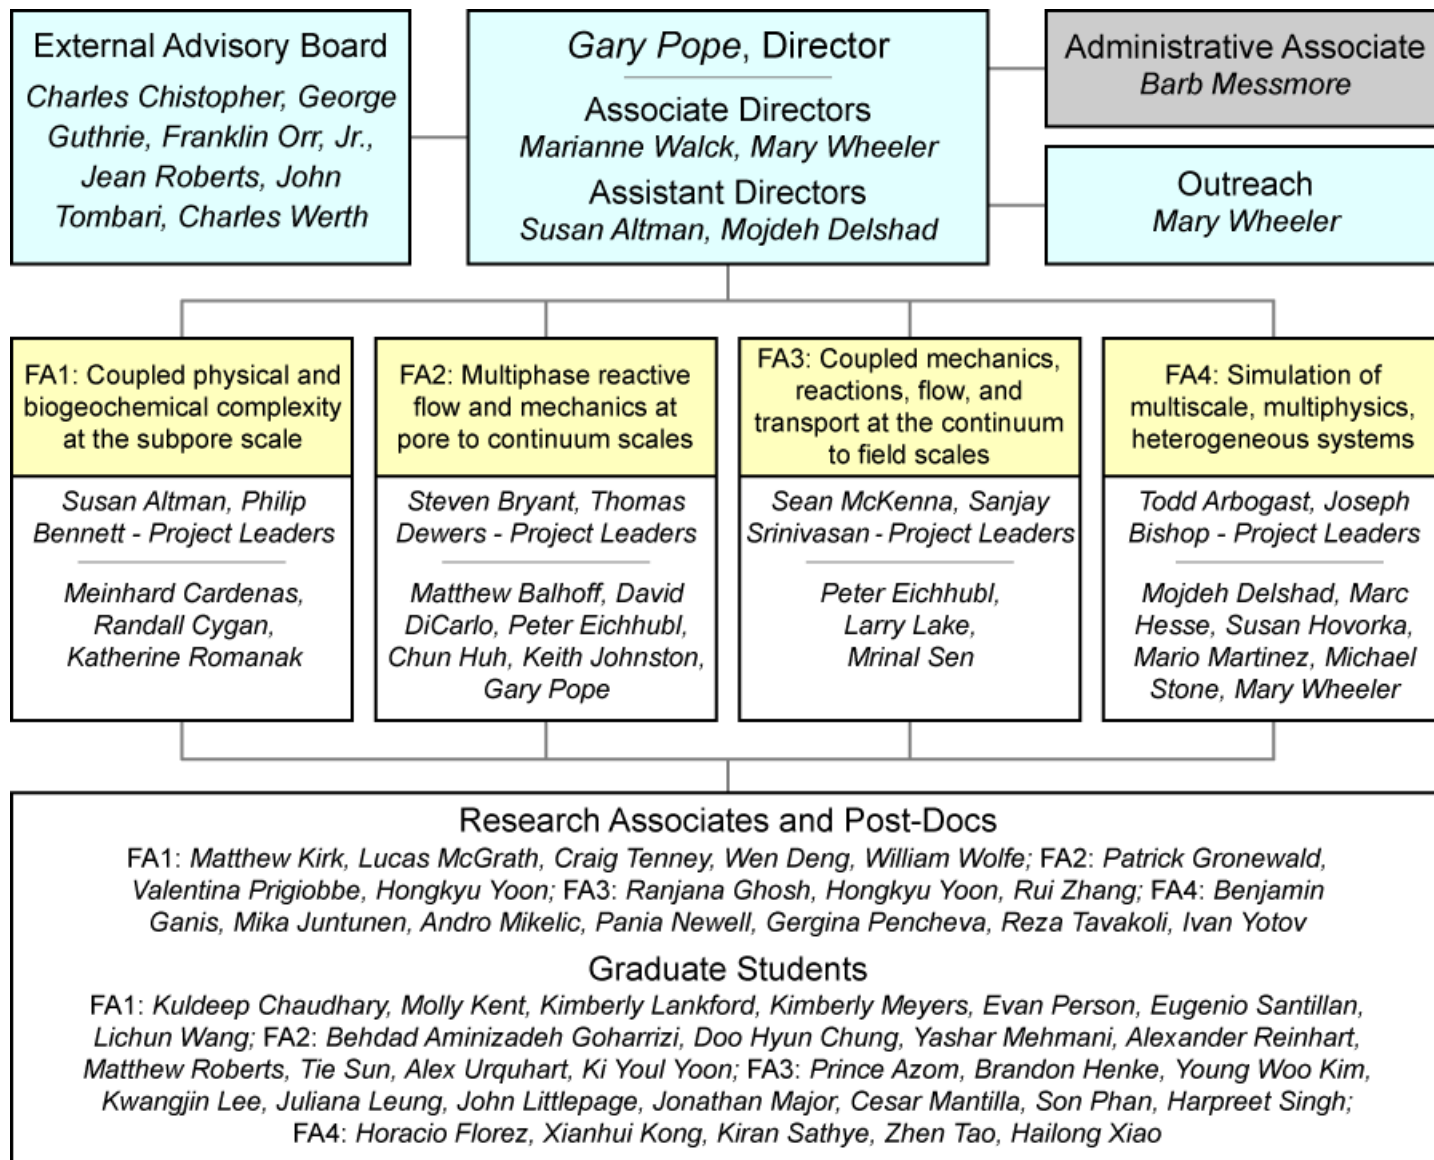 External Advisory Board
Charles Chistopher, George
Guthrie, Franklin Orr, Jr.,
Jean Roberts, John
Tombari, Charles Werth
Gary Pope, Director
Associate Directors
Marianne Walck, Mary Wheeler
Assistant Directors
Susan Altman, Mojdeh Delshad
Administrative Associate
Barb Messmore
Outreach
Mary Wheeler
FA1: Coupled physical and
biogeochemical complexity
at the subpore scale
Susan Altman, Philip
Bennett - Project Leaders
Meinhard Cardenas,
Randall Cygan,
Katherine Romanak
FA2: Multiphase reactive
flow and mechanics at
pore to continuum scales
Steven Bryant, Thomas
Dewers - Project Leaders
Matthew Balhoff, David
DiCarlo, Peter Eichhubl,
Chun Huh, Keith Johnston,
Gary Pope
FA3: Coupled mechanics,
reactions, flow, and
transport at the continuum
to field scales
Sean McKenna, Sanjay
Srinivasan - Project Leaders
Peter Eichhubl,
Larry Lake,
Mrinal Sen
FA4: Simulation of
multiscale, multiphysics,
heterogeneous systems
Todd Arbogast, Joseph
Bishop - Project Leaders
Mojdeh Delshad, Marc
Hesse, Susan Hovorka,
Mario Martinez, Michael
Stone, Mary Wheeler
Research Associates and Post-Docs
FA1: Matthew Kirk, Lucas McGrath, Craig Tenney, Wen Deng, William Wolfe; FA2: Patrick Gronewald,
Valentina Prigiobbe, Hongkyu Yoon; FA3: Ranjana Ghosh, Hongkyu Yoon, Rui Zhang; FA4: Benjamin
Ganis, Mika Juntunen, Andro Mikelic, Pania Newell, Gergina Pencheva, Reza Tavakoli, Ivan Yotov
Graduate Students
FA1: Kuldeep Chaudhary, Molly Kent, Kimberly Lankford, Kimberly Meyers, Evan Person, Eugenio Santillan,
Lichun Wang; FA2: Behdad Aminizadeh Goharrizi, Doo Hyun Chung, Yashar Mehmani, Alexander Reinhart,
Matthew Roberts, Tie Sun, Alex Urquhart, Ki Youl Yoon; FA3: Prince Azom, Brandon Henke, Young Woo Kim,
Kwangjin Lee, Juliana Leung, John Littlepage, Jonathan Major, Cesar Mantilla, Son Phan, Harpreet Singh;
FA4: Horacio Florez, Xianhui Kong, Kiran Sathye, Zhen Tao, Hailong Xiao